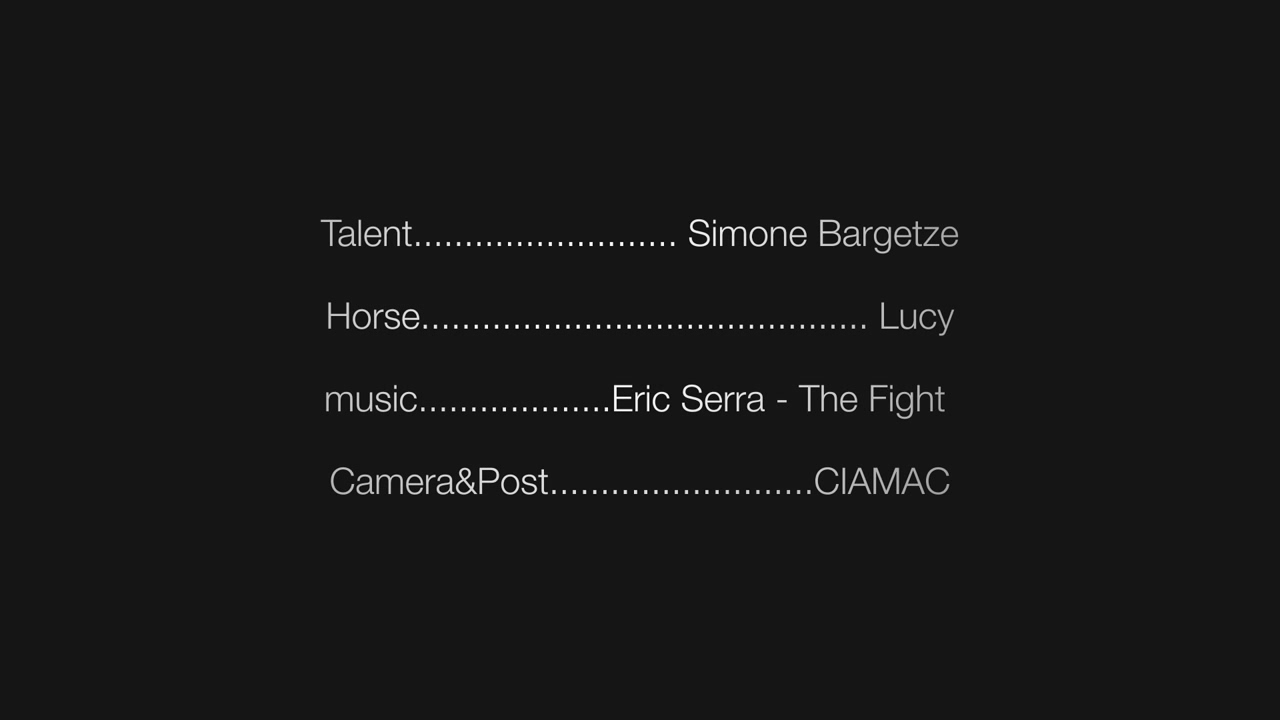 Talent.......................... Simone Bargetze
Horse............................................ Lucy
music...................Eric Serra - The Fight
Camera&Post..........................CIAMAC